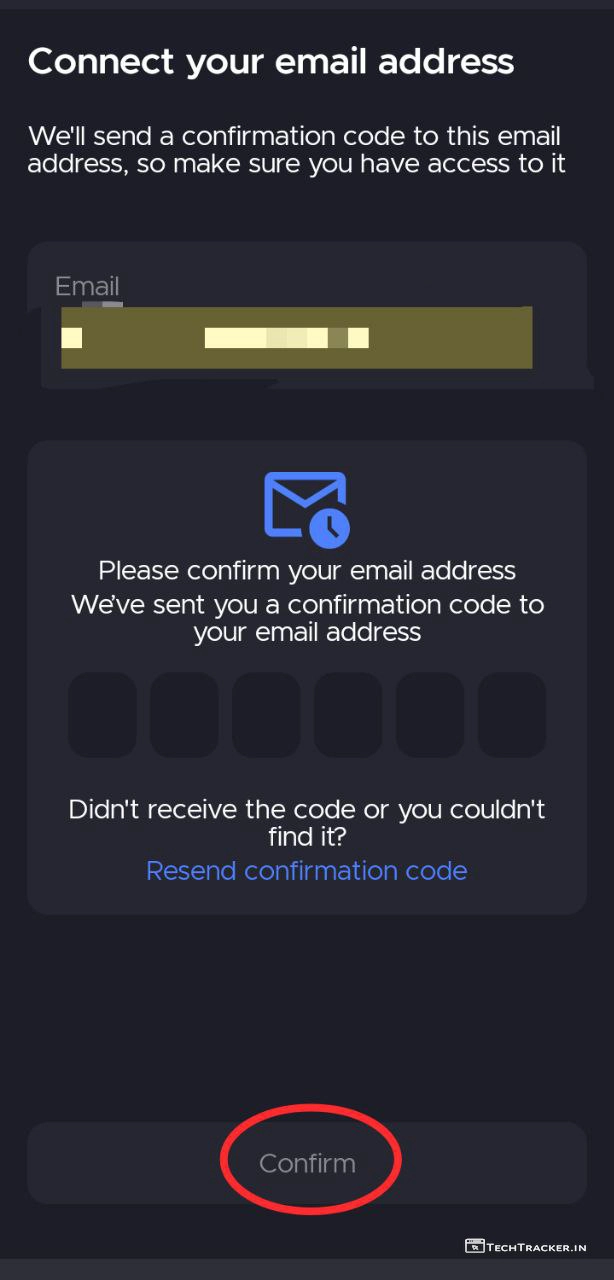 Connect your email address
We'll send a confirmation code to this email
address, so make sure you have access to it
Email
Please confirm your email address
We've sent you a confirmation code to
your email address
Didn't receive the code or you couldn't
find it?
Resend confirmation code
Confirm
TechTracker.in